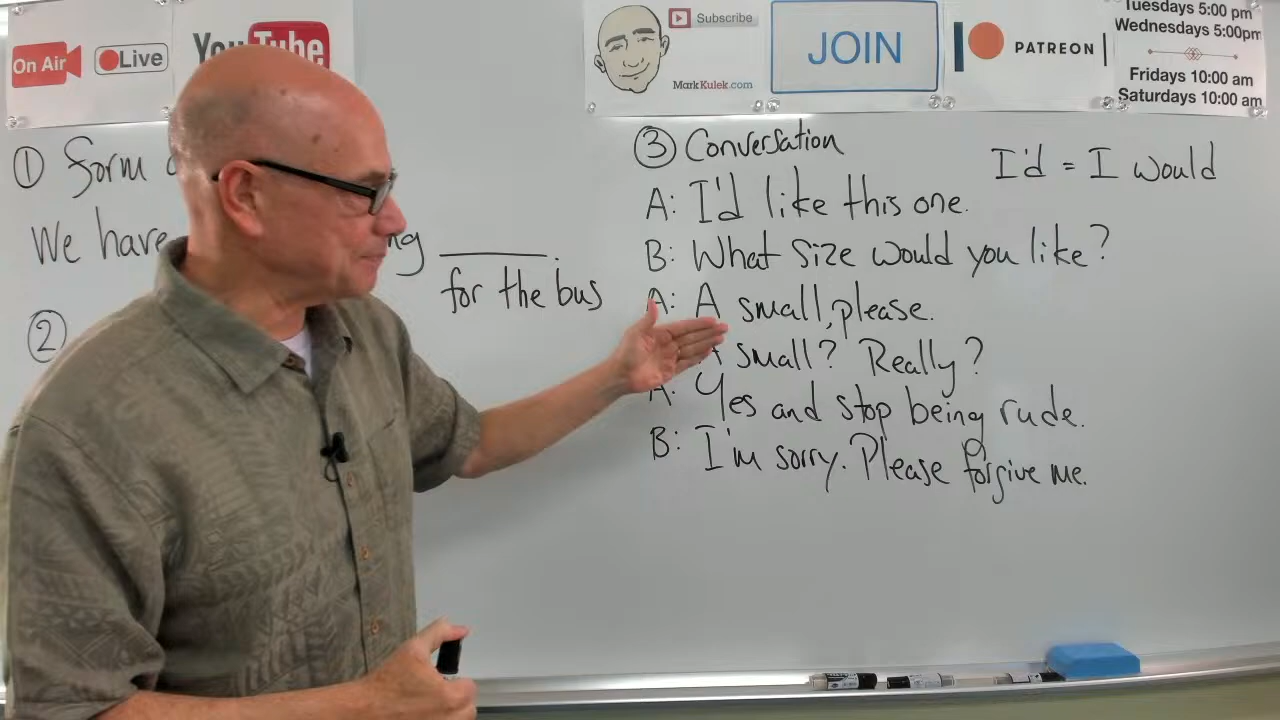 On Air
Live
YouTube
Subscribe
MarkKulek.com
JOIN
PATREON
Tuesdays 5:00 pm
Wednesdays 5:00pm
Fridays 10:00 am
Saturdays 10:00 am
① Form
We have ng ______.
for the bus
②
③ Conversation
I'd = I would
A: I'd like this one.
B: What size would you like?
A: A small, please.
A small? Really?
A: Yes and stop being rude.
B: I'm sorry. Please forgive me.